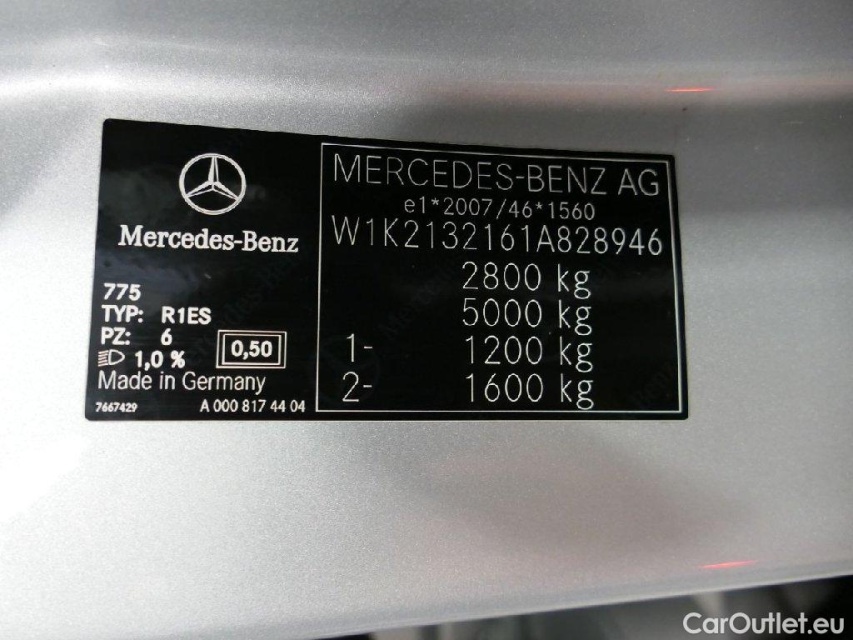 Mercedes-Benz
775
TYP: R1ES
PZ: 6
1,0 %
0,50
Made in Germany
7667429 A 000 817 44 04
MERCEDES-BENZ AG
e1*2007/46*1560
W1K2132161A828946
2800 kg
5000 kg
1- 1200 kg
2- 1600 kg
CarOutlet.eu